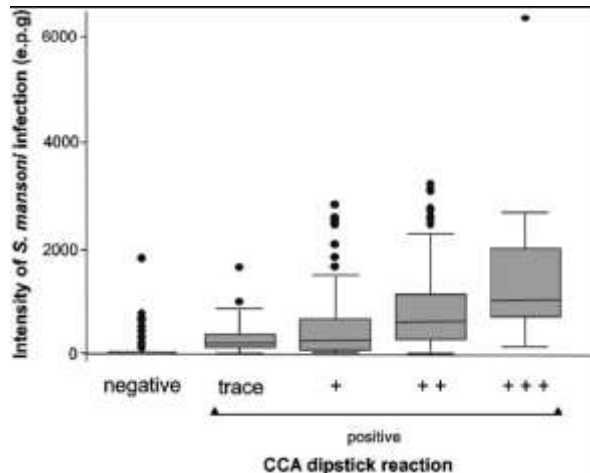 Intensity of S. mansoni infection (e.p.g)
6000
4000
2000
0
negative trace + + + + + +
positive
CCA dipstick reaction